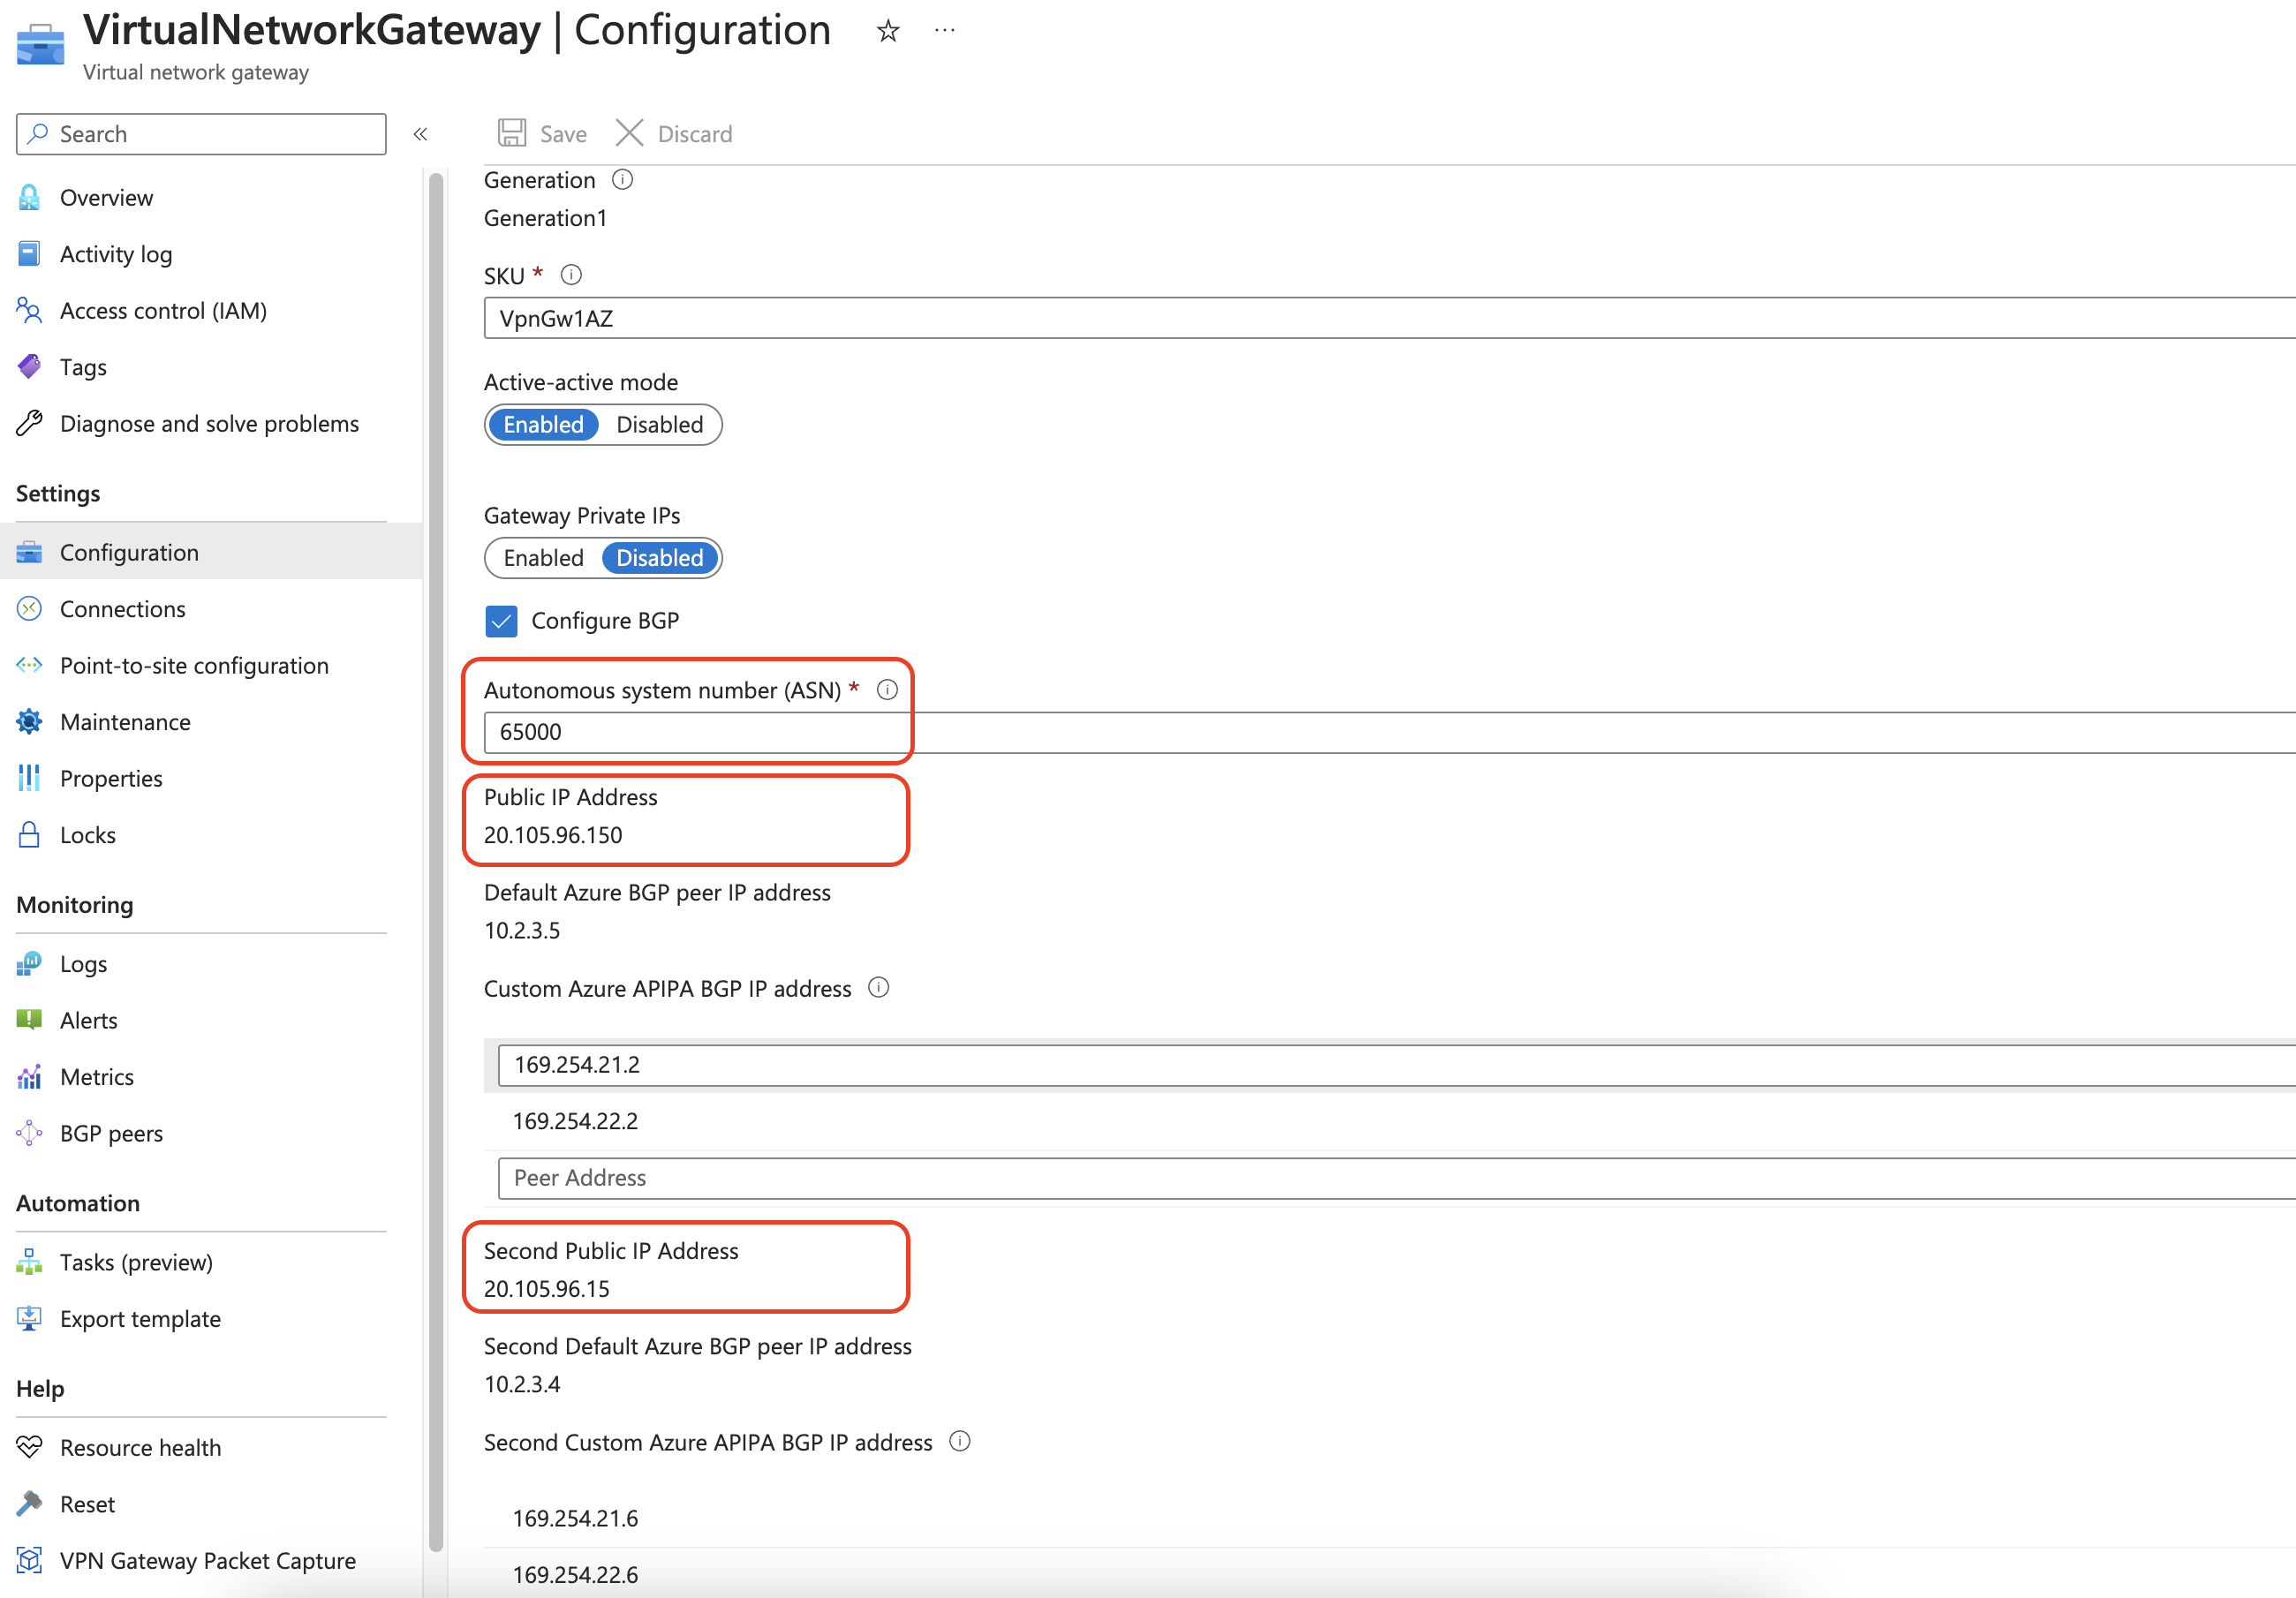 VirtualNetworkGateway | Configuration
Virtual network gateway
Search
Overview
Activity log
Access control (IAM)
Tags
Diagnose and solve problems
Settings
Configuration
Connections
Point-to-site configuration
Maintenance
Properties
Locks
Monitoring
Logs
Alerts
Metrics
BGP peers
Automation
Tasks (preview)
Export template
Help
Resource health
Reset
VPN Gateway Packet Capture
Save Discard
Generation
Generation1
SKU *
VpnGw1AZ
Active-active mode
Enabled Disabled
Gateway Private IPs
Enabled Disabled
Configure BGP
Autonomous system number (ASN) *
65000
Public IP Address
20.105.96.150
Default Azure BGP peer IP address
10.2.3.5
Custom Azure APIPA BGP IP address
169.254.21.2
169.254.22.2
Peer Address
Second Public IP Address
20.105.96.15
Second Default Azure BGP peer IP address
10.2.3.4
Second Custom Azure APIPA BGP IP address
169.254.21.6
169.254.22.6